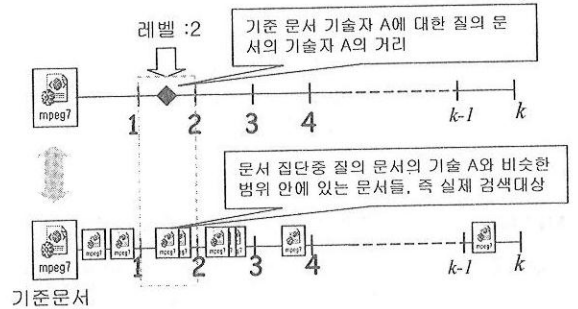 레벨 :2
기준 문서 기술자 A에 대한 질의 문
서의 기술자 A의 거리
mpeg7
1 2 3 4 k-1 k
문서 집단중 질의 문서의 기술 A와 비슷한
범위 안에 있는 문서들, 즉 실제 검색대상
mpeg7 mpeg7 mpeg7 mpeg7 mpeg7 mpeg7 mpeg7
1 2 3 4 k-1 k
기준문서